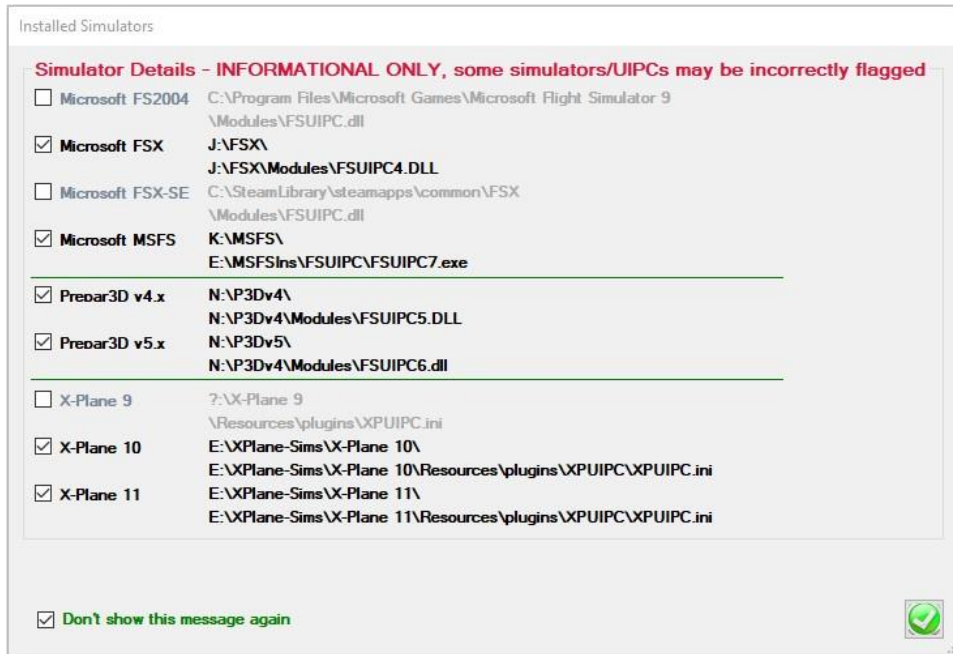 Installed Simulators
Simulator Details - INFORMATIONAL ONLY, some simulators/UIPCs may be incorrectly flagged
Microsoft FS2004 C:\Program Files\Microsoft Games\Microsoft Flight Simulator 9
\Modules\FSUIPC.dll
Microsoft FSX J:\FSX\
J:\FSX\Modules\FSUIPC4.DLL
Microsoft FSX-SE C:\SteamLibrary\steamapps\common\FSX
\Modules\FSUIPC.dll
Microsoft MSFS K:\MSFS\
E:\MSFSIns\FSUIPC\FSUIPC7.exe
Prepar3D v4.x N:\P3Dv4\
N:\P3Dv4\Modules\FSUIPC5.DLL
Prepar3D v5.x N:\P3Dv5\
N:\P3Dv4\Modules\FSUIPC6.dll
X-Plane 9 ?:\X-Plane 9
\Resources\plugins\XPUIPC.ini
X-Plane 10 E:\XPlane-Sims\X-Plane 10\
E:\XPlane-Sims\X-Plane 10\Resources\plugins\XPUIPC\XPUIPC.ini
X-Plane 11 E:\XPlane-Sims\X-Plane 11\
E:\XPlane-Sims\X-Plane 11\Resources\plugins\XPUIPC\XPUIPC.ini
Don't show this message again